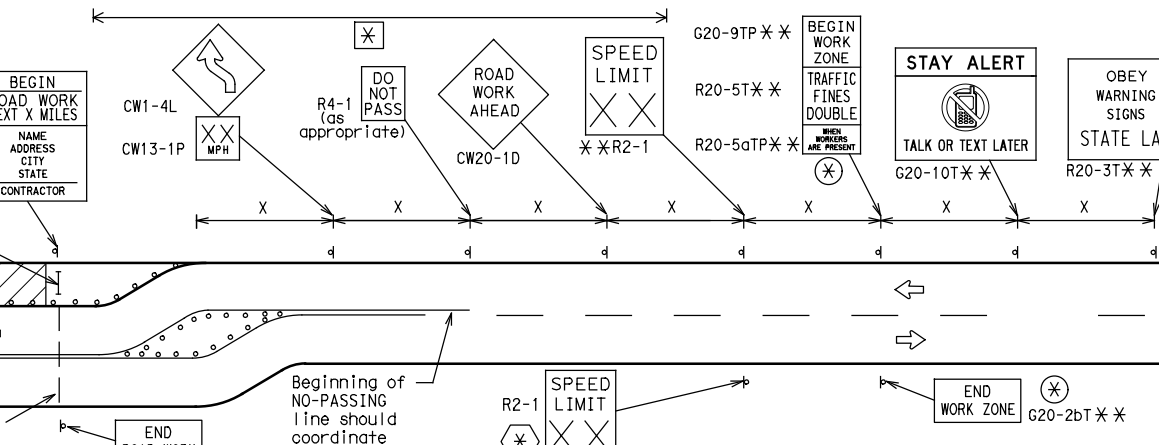 BEGIN
ROAD WORK
NEXT X MILES
NAME
ADDRESS
CITY
STATE
CONTRACTOR
CW1-4L
CW13-1P
XX
MPH
R4-1
(as
appropriate)
DO
NOT
PASS
ROAD
WORK
AHEAD
CW20-1D
SPEED
LIMIT
X X
**R2-1
G20-9TP**
R20-5T**
R20-5aTP**
BEGIN
WORK
ZONE
TRAFFIC
FINES
DOUBLE
WHEN
WORKERS
ARE PRESENT
STAY ALERT
TALK OR TEXT LATER
G20-10T**
OBEY
WARNING
SIGNS
STATE LA
R20-3T**
X X X X X X X
Beginning of
NO-PASSING
line should
coordinate
R2-1
SPEED
LIMIT
X X
END
WORK ZONE
G20-2bT**
END